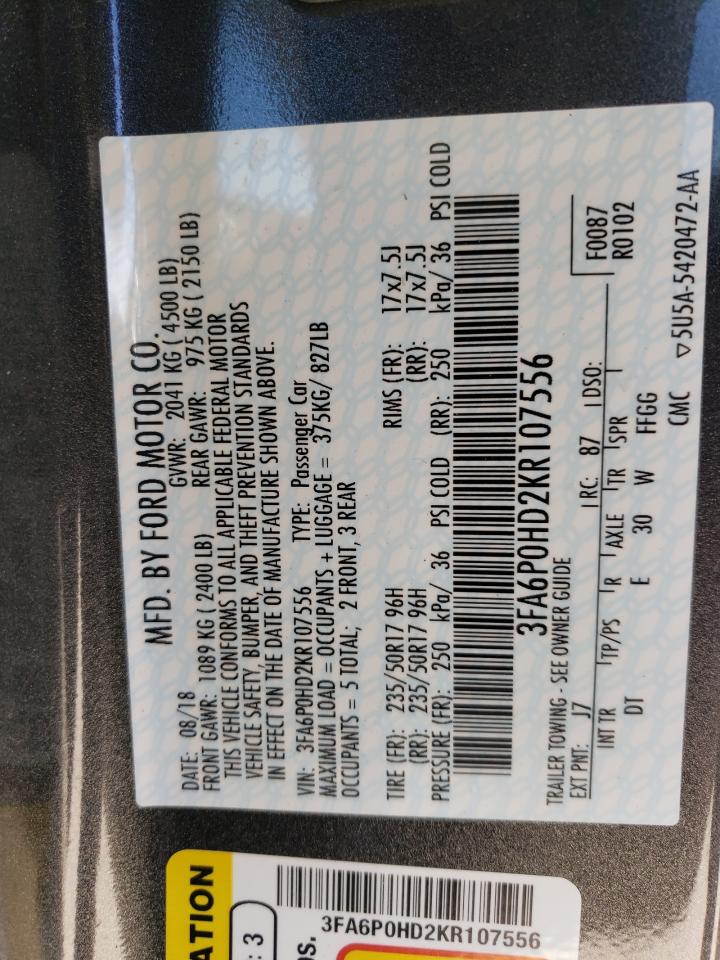 MFD. BY FORD MOTOR CO.
DATE: 08/18 GVWR: 2041 KG ( 4500 LB)
FRONT GAWR: 1089 KG ( 2400 LB) REAR GAWR: 975 KG ( 2150 LB)
THIS VEHICLE CONFORMS TO ALL APPLICABLE FEDERAL MOTOR
VEHICLE SAFETY, BUMPER, AND THEFT PREVENTION STANDARDS
IN EFFECT ON THE DATE OF MANUFACTURE SHOWN ABOVE.
VIN: 3FA6P0HD2KR107556 TYPE: Passenger Car
MAXIMUM LOAD = OCCUPANTS + LUGGAGE = 375KG/ 827LB
OCCUPANTS = 5 TOTAL; 2 FRONT, 3 REAR
TIRE (FR): 235/50R17 96H RIMS (FR): 17x7.5J
(RR): 235/50R17 96H (RR): 17x7.5J
PRESSURE (FR): 250 kPa/ 36 PSI COLD (RR): 250 kPa/ 36 PSI COLD
3FA6P0HD2KR107556
TRAILER TOWING - SEE OWNER GUIDE
EXT PNT: J7 RC: 87 DSO: F0087
R0102
INT TR TP/PS R AXLE TR SPR
DT E 30 W FFGG
CMC ▽5U5A-5420472-AA
ATION
: 3
3FA6P0HD2KR107556